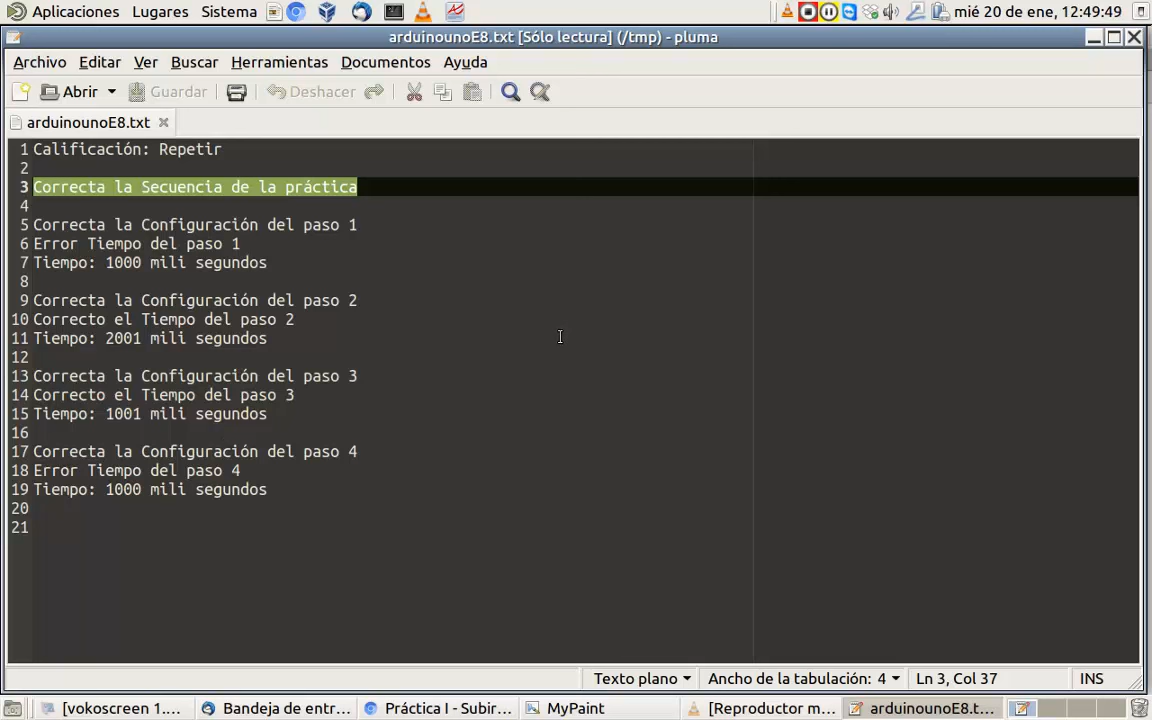 Aplicaciones Lugares Sistema mié 20 de ene, 12:49:49
arduinounoE8.txt [Sólo lectura] (/tmp) - pluma
Archivo Editar Ver Buscar Herramientas Documentos Ayuda
Abrir Guardar Deshacer
arduinounoE8.txt
1 Calificación: Repetir
2
3 Correcta la Secuencia de la práctica
4
5 Correcta la Configuración del paso 1
6 Error Tiempo del paso 1
7 Tiempo: 1000 mili segundos
8
9 Correcta la Configuración del paso 2
10 Correcto el Tiempo del paso 2
11 Tiempo: 2001 mili segundos
12
13 Correcta la Configuración del paso 3
14 Correcto el Tiempo del paso 3
15 Tiempo: 1001 mili segundos
16
17 Correcta la Configuración del paso 4
18 Error Tiempo del paso 4
19 Tiempo: 1000 mili segundos
20
21
Texto plano Ancho de la tabulación: 4 Ln 3, Col 37 INS
[vokoscreen 1.... Bandeja de entr... Práctica I - Subir... MyPaint [Reproductor m... arduinounoE8.t...